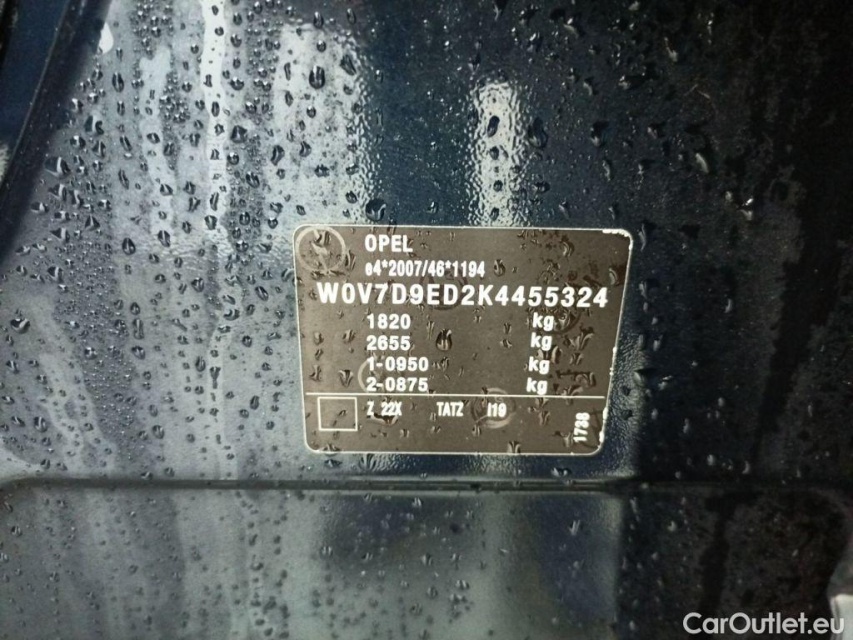 OPEL
e4*2007/46*1194
W0V7D9ED2K4455324
1820 kg
2655 kg
1-0950 kg
2-0875 kg
Z 22X TATZ I19
1788
CarOutlet.eu